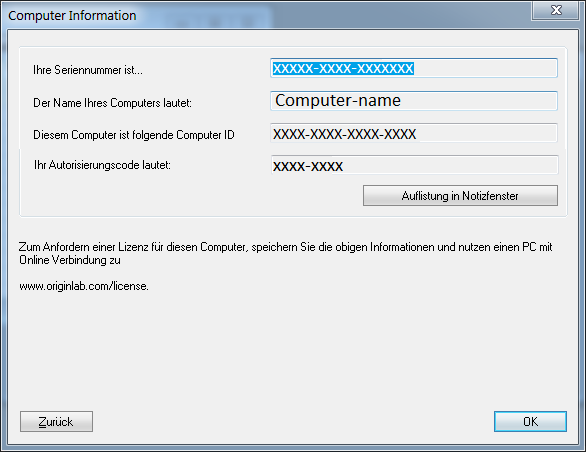 Computer Information
Ihre Seriennummer ist...
XXXXX-XXXX-XXXXXXX
Der Name Ihres Computers lautet:
Computer-name
Diesem Computer ist folgende Computer ID
XXXX-XXXX-XXXX-XXXX
Ihr Autorisierungscode lautet:
XXXX-XXXX
Auflistung in Notizfenster
Zum Anfordern einer Lizenz für diesen Computer, speichern Sie die obigen Informationen und nutzen einen PC mit
Online Verbindung zu
www.originlab.com/license.
Zurück
OK